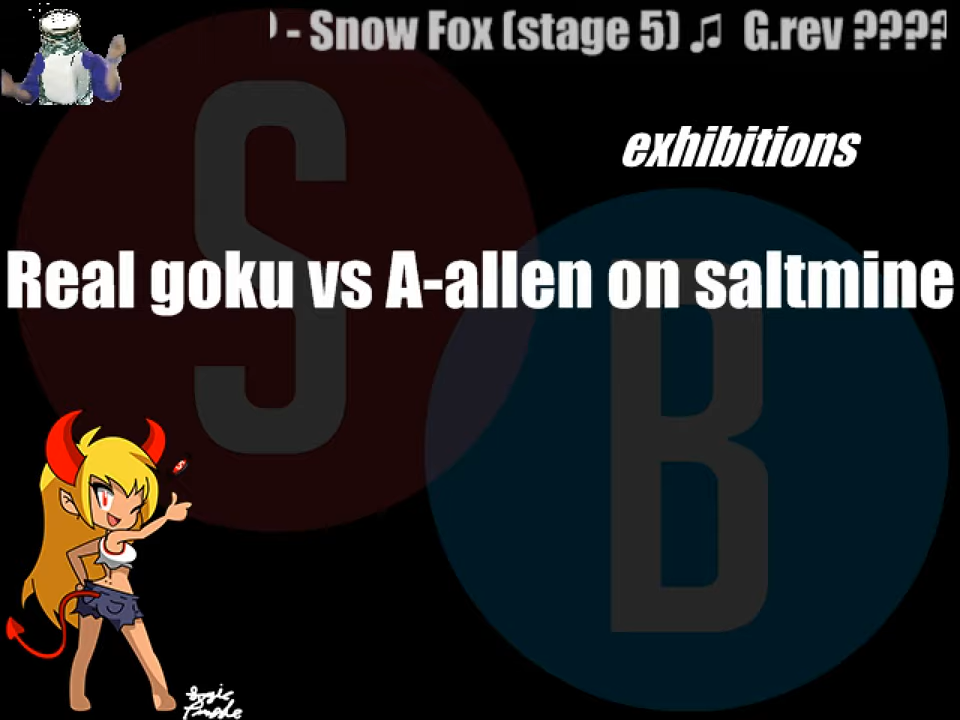 - Snow Fox (stage 5) ♫ G.rev ????
exhibitions
Real goku vs A-allen on saltmine
S
B